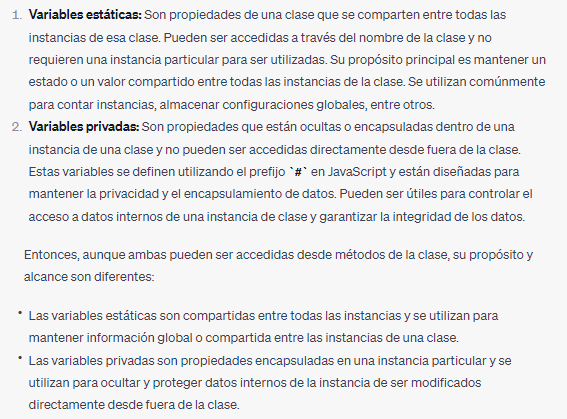 1. Variables estáticas: Son propiedades de una clase que se comparten entre todas las
instancias de esa clase. Pueden ser accedidas a través del nombre de la clase y no
requieren una instancia particular para ser utilizadas. Su propósito principal es mantener un
estado o un valor compartido entre todas las instancias de la clase. Se utilizan comúnmente
para contar instancias, almacenar configuraciones globales, entre otros.
2. Variables privadas: Son propiedades que están ocultas o encapsuladas dentro de una
instancia de una clase y no pueden ser accedidas directamente desde fuera de la clase.
Estas variables se definen utilizando el prefijo `#` en JavaScript y están diseñadas para
mantener la privacidad y el encapsulamiento de datos. Pueden ser útiles para controlar el
acceso a datos internos de una instancia de clase y garantizar la integridad de los datos.
Entonces, aunque ambas pueden ser accedidas desde métodos de la clase, su propósito y
alcance son diferentes:
• Las variables estáticas son compartidas entre todas las instancias y se utilizan para
mantener información global o compartida entre las instancias de una clase.
• Las variables privadas son propiedades encapsuladas en una instancia particular y se
utilizan para ocultar y proteger datos internos de la instancia de ser modificados
directamente desde fuera de la clase.